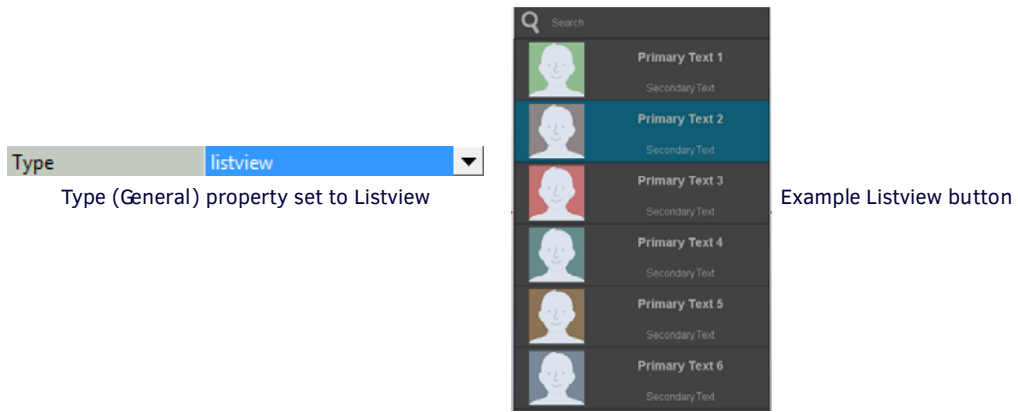 Type listview
Type (General) property set to Listview
Search
Primary Text 1
Secondary Text
Primary Text 2
Secondary Text
Primary Text 3
Secondary Text
Primary Text 4
Secondary Text
Primary Text 5
Secondary Text
Primary Text 6
Secondary Text
Example Listview button